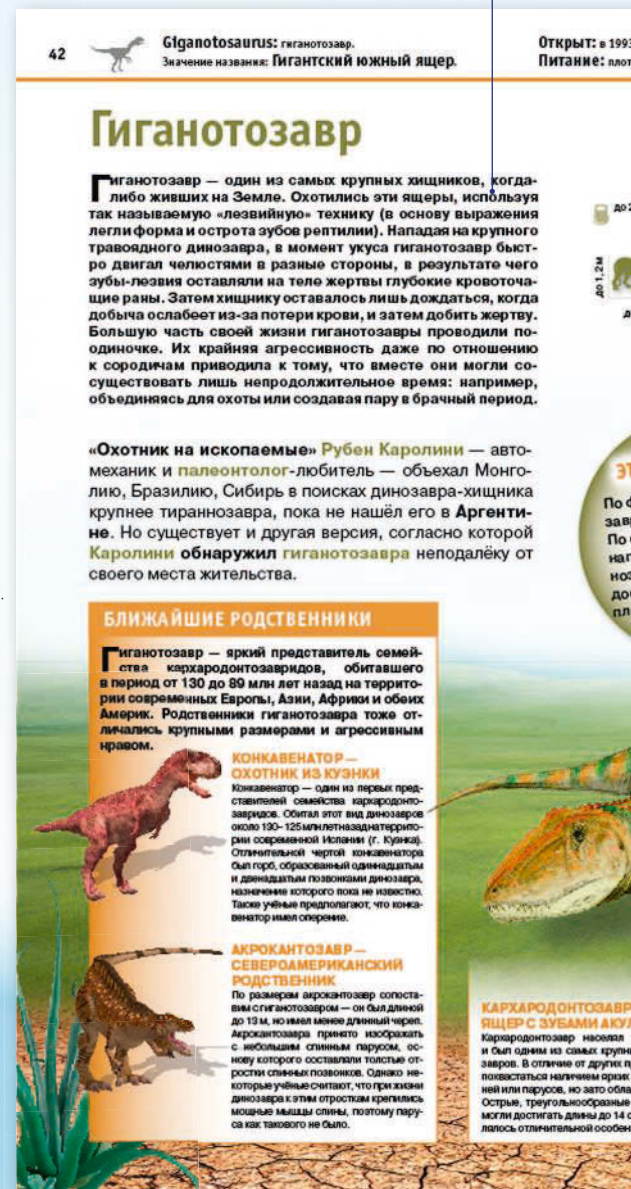 42
Giganotosaurus: гиганотозавр.
Значение названия: Гигантский южный ящер.
Открыт: в 199
Питание: плот
Гиганотозавр
Гиганотозавр — один из самых крупных хищников, когда-
либо живших на Земле. Охотились эти ящеры, используя
так называемую «лезвийную» технику (в основу выражения
легли форма и острота зубов рептилии). Нападая на крупного
травоядного динозавра, в момент укуса гиганотозавр быст-
ро двигал челюстями в разные стороны, в результате чего
зубы-лезвия оставляли на теле жертвы глубокие кровоточа-
щие раны. Затем хищнику оставалось лишь дождаться, когда
добыча ослабеет из-за потери крови, и затем добить жертву.
Большую часть своей жизни гиганотозавры проводили по-
одиночке. Их крайняя агрессивность даже по отношению
к сородичам приводила к тому, что вместе они могли со-
существовать лишь непродолжительное время: например,
объединяясь для охоты или создавая пару в брачный период.
до 2
до 1,2м
«Охотник на ископаемые» Рубен Каролини — авто-
механик и палеонтолог-любитель — объехал Монго-
лию, Бразилию, Сибирь в поисках динозавра-хищника
крупнее тираннозавра, пока не нашёл его в Аргенти-
не. Но существует и другая версия, согласно которой
Каролини обнаружил гиганотозавра неподалёку от
своего места жительства.
ЭТ
По
зав
По
наг
ноз
до
пл
БЛИЖАЙШИЕ РОДСТВЕННИКИ
Гиганотозавр — яркий представитель семей-
ства кархародонтозавридов, обитавшего
в период от 130 до 89 млн лет назад на террито-
рии современных Европы, Азии, Африки и обеих
Америк. Родственники гиганотозавра тоже от-
личались крупными размерами и агрессивным
нравом.
КОНКАВЕНАТОР —
ОХОТНИК ИЗ КУЭНКИ
Конкавенатор — один из первых пред-
ставителей семейства кархародонто-
завридов. Обитал этот вид динозавров
около 130–125 млн лет назад на террито-
рии современной Испании (г. Куэнка).
Отличительной чертой конкавенатора
был горб, образованный одиннадцатым
и двенадцатым позвонками динозавра,
назначение которого пока не известно.
Также учёные предполагают, что конка-
венатор имел оперение.
АКРОКАНТОЗАВР —
СЕВЕРОАМЕРИКАНСКИЙ
РОДСТВЕННИК
По размерам акрокантозавр сопоста-
вим с гиганотозавром — он был длиной
до 13 м, но имел менее длинный череп.
Акрокантозавра принято изображать
с небольшим спинным парусом, ос-
нову которого составляли толстые от-
ростки спинных позвонков. Однако не-
которые учёные считают, что при жизни
динозавра к этим отросткам крепились
мощные мышцы спины, поэтому пару-
са как такового не было.
КАРХАРОДОНТОЗАВР
ЯЩЕР С ЗУБАМИ АКУЛ
Кархародонтозавр населял
и был одним из самых крупн
завров. В отличие от других п
похвастаться наличием ярких
ней или парусов, но зато обла
Острые, треугольнообразные
могли достигать длины до 14 с
лялось отличительной особен